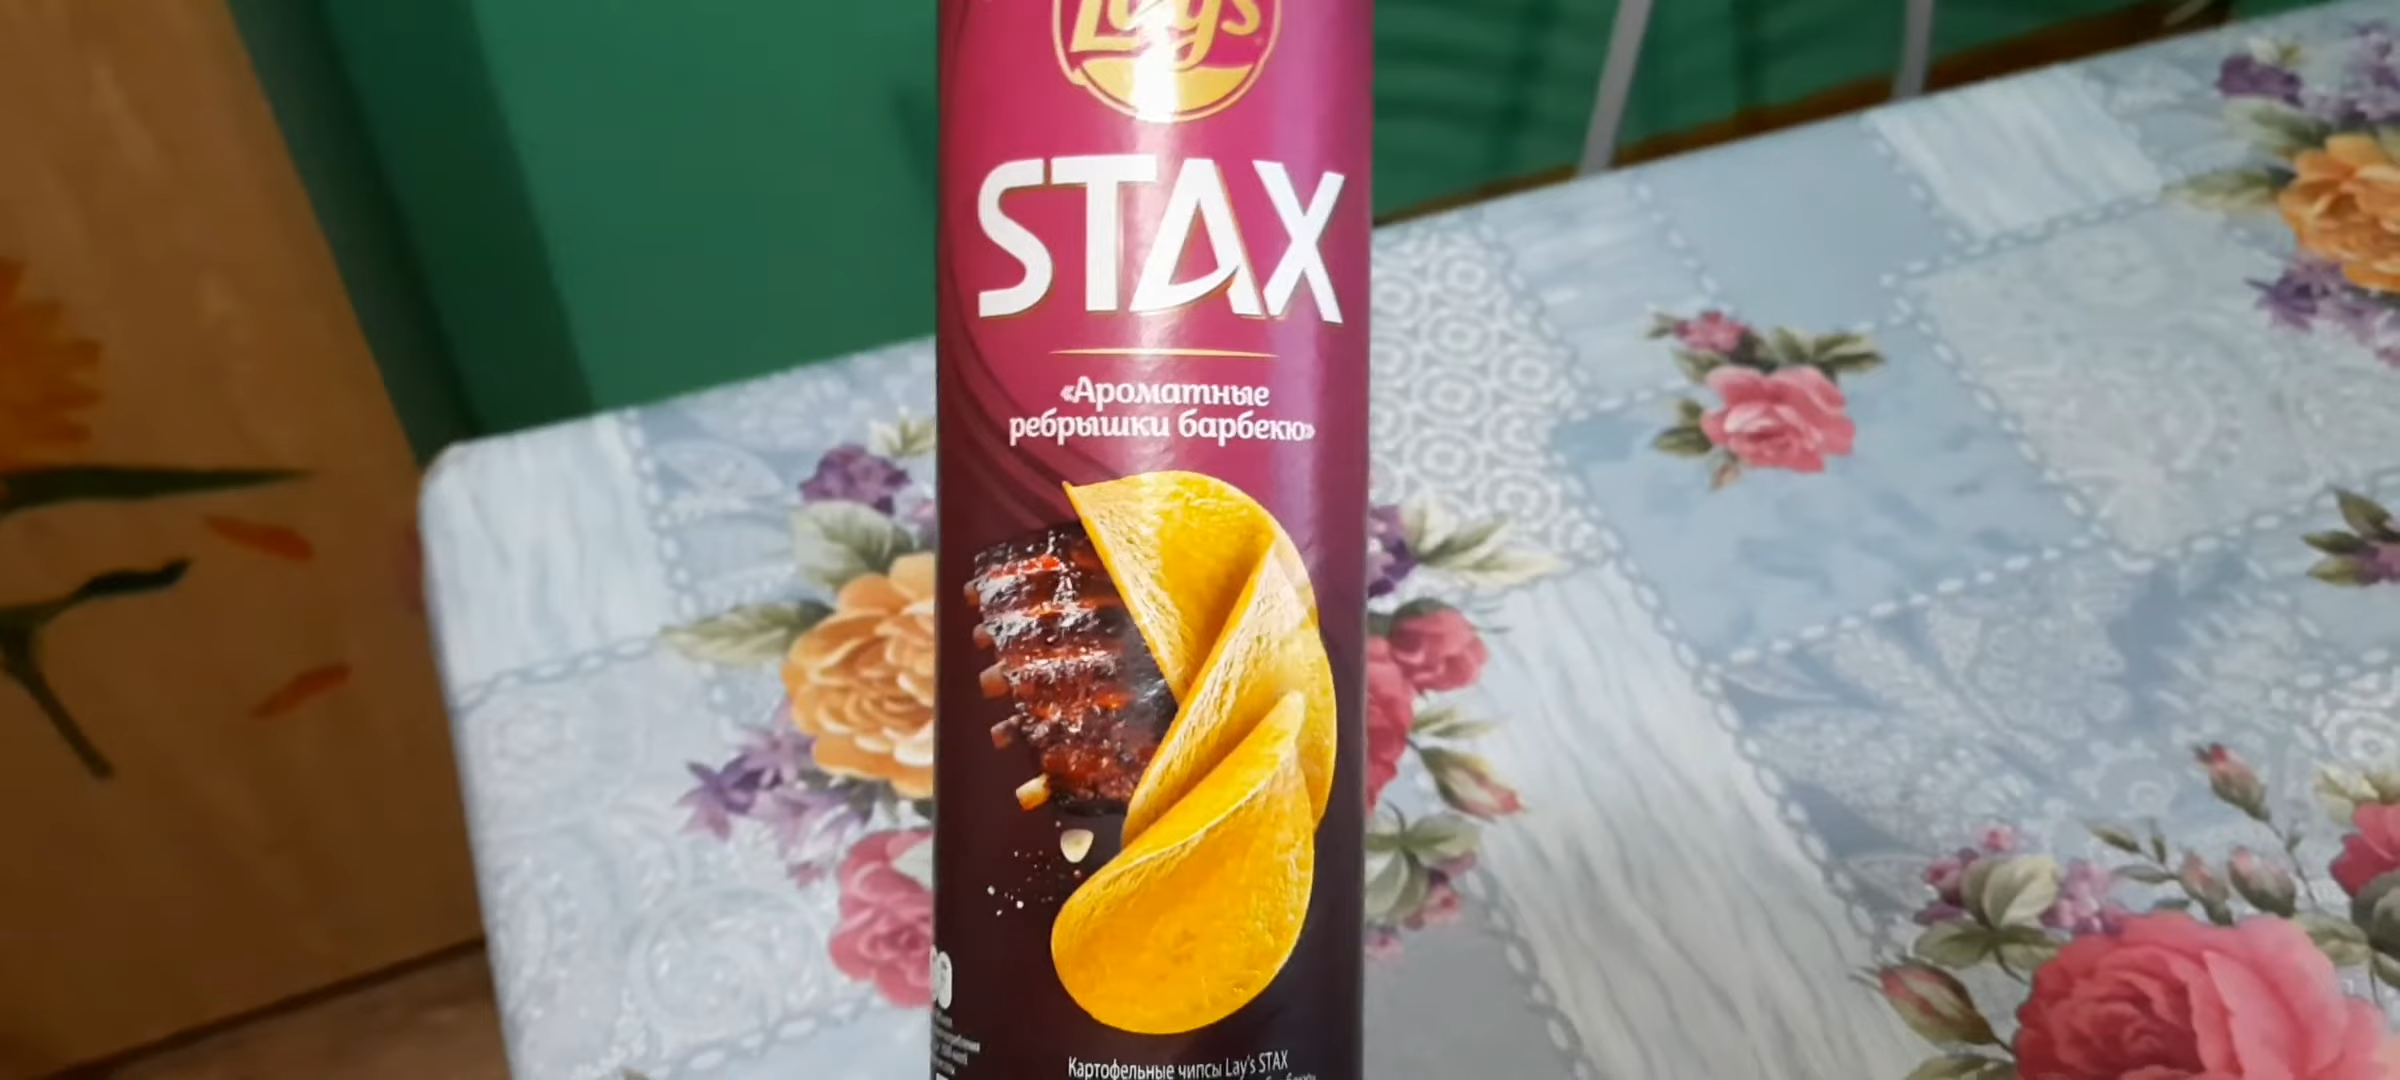 Lay's
STAX
«Ароматные
ребрышки барбекю»
Картофельные чипсы Lay's STAX